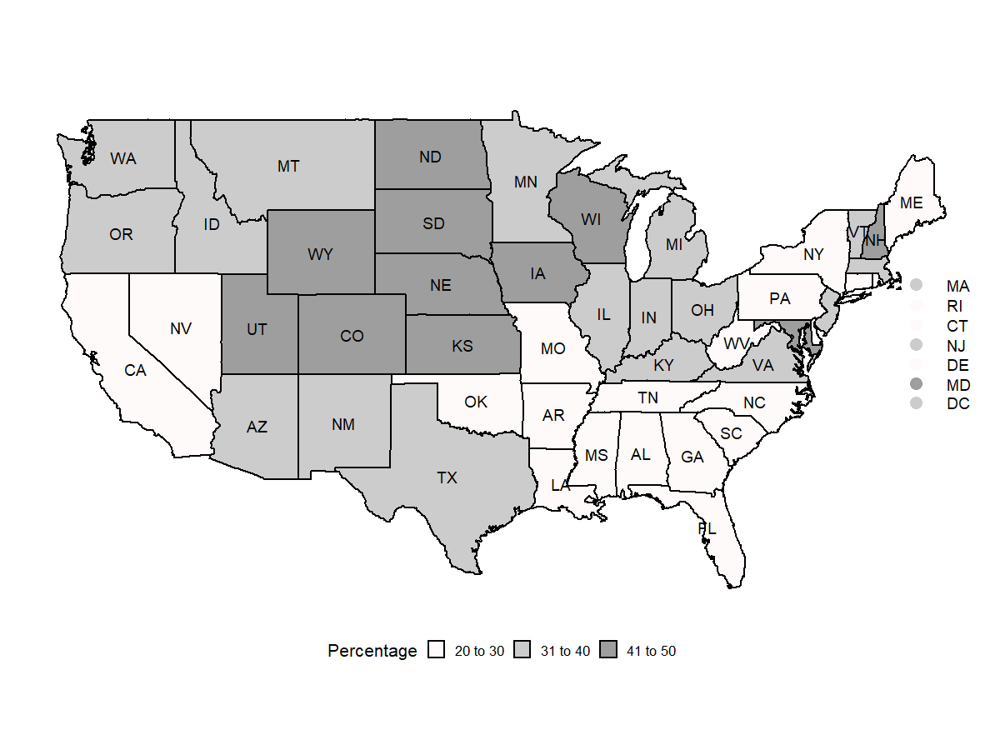 WA
MT
ND
MN
ME
OR
ID
SD
WI
VT
NH
WY
MI
NY
IA
NE
MA
PA
RI
NV
UT
CO
IL
IN
OH
CT
CA
KS
MO
WV
NJ
KY
VA
DE
MD
OK
TN
NC
DC
AZ
NM
AR
SC
MS
AL
GA
TX
LA
FL
Percentage 20 to 30 31 to 40 41 to 50